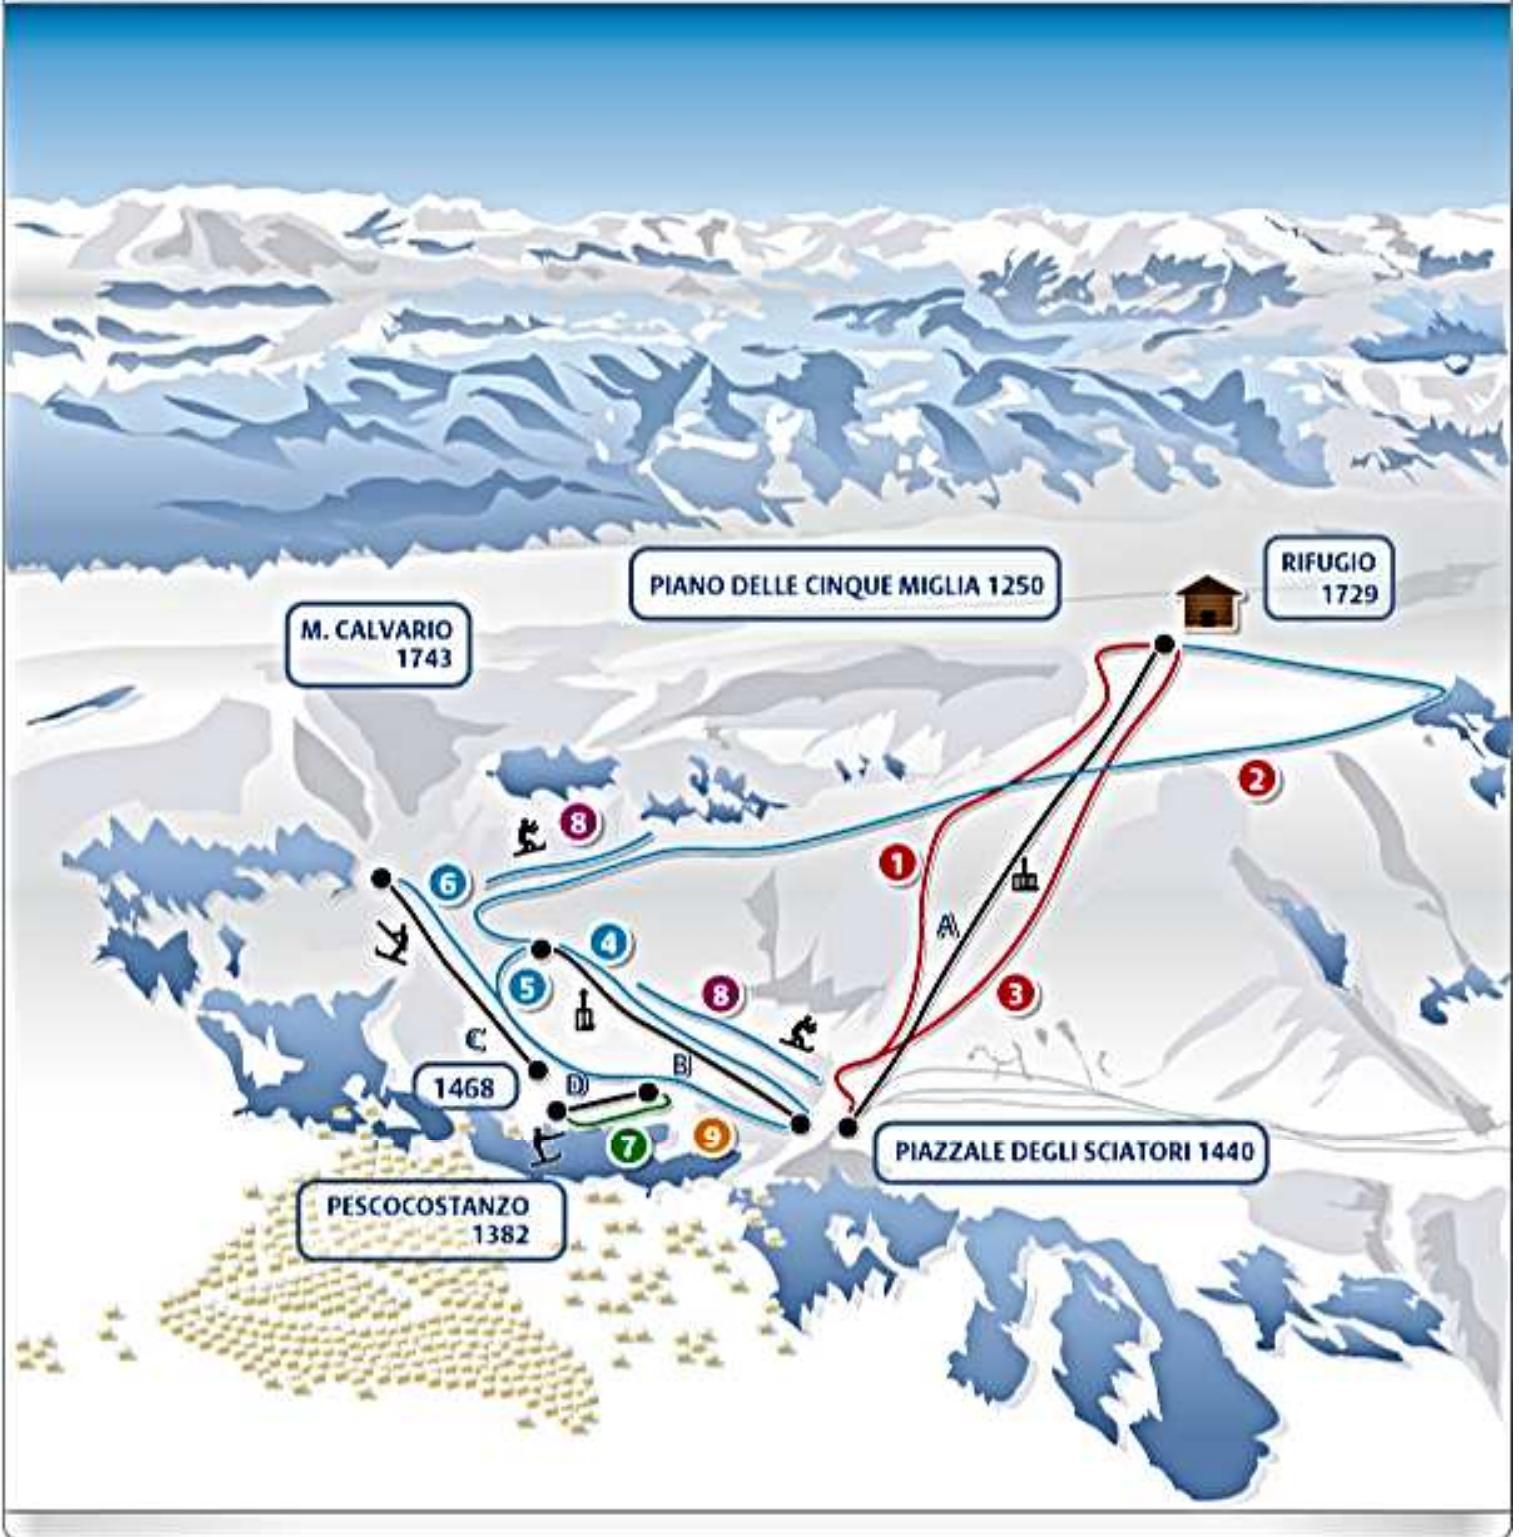 PIANO DELLE CINQUE MIGLIA 1250
RIFUGIO
1729
M. CALVARIO
1743
2
8
1
6
A
4
5
8
3
C
B
1468
D
7
9
PIAZZALE DEGLI SCIATORI 1440
PESCOCOSTANZO
1382